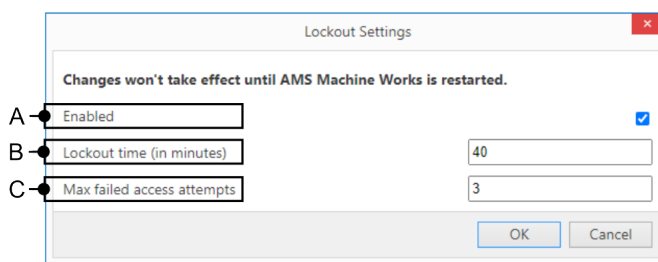 Lockout Settings ×
Changes won't take effect until AMS Machine Works is restarted.
A Enabled
B Lockout time (in minutes) 40
C Max failed access attempts 3
OK Cancel